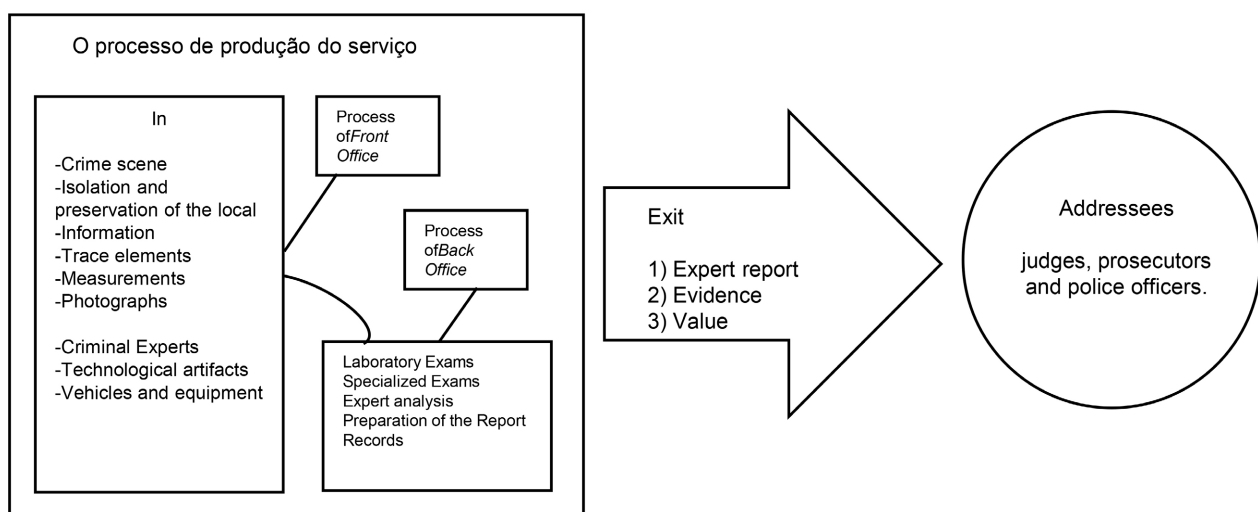 O processo de produção do serviço
In
-Crime scene
-Isolation and
preservation of the local
-Information
-Trace elements
-Measurements
-Photographs
-Criminal Experts
-Technological artifacts
-Vehicles and equipment
Process
ofFront
Office
Process
ofBack
Office
Laboratory Exams
Specialized Exams
Expert analysis
Preparation of the Report
Records
Exit
1) Expert report
2) Evidence
3) Value
Addressees
judges, prosecutors
and police officers.